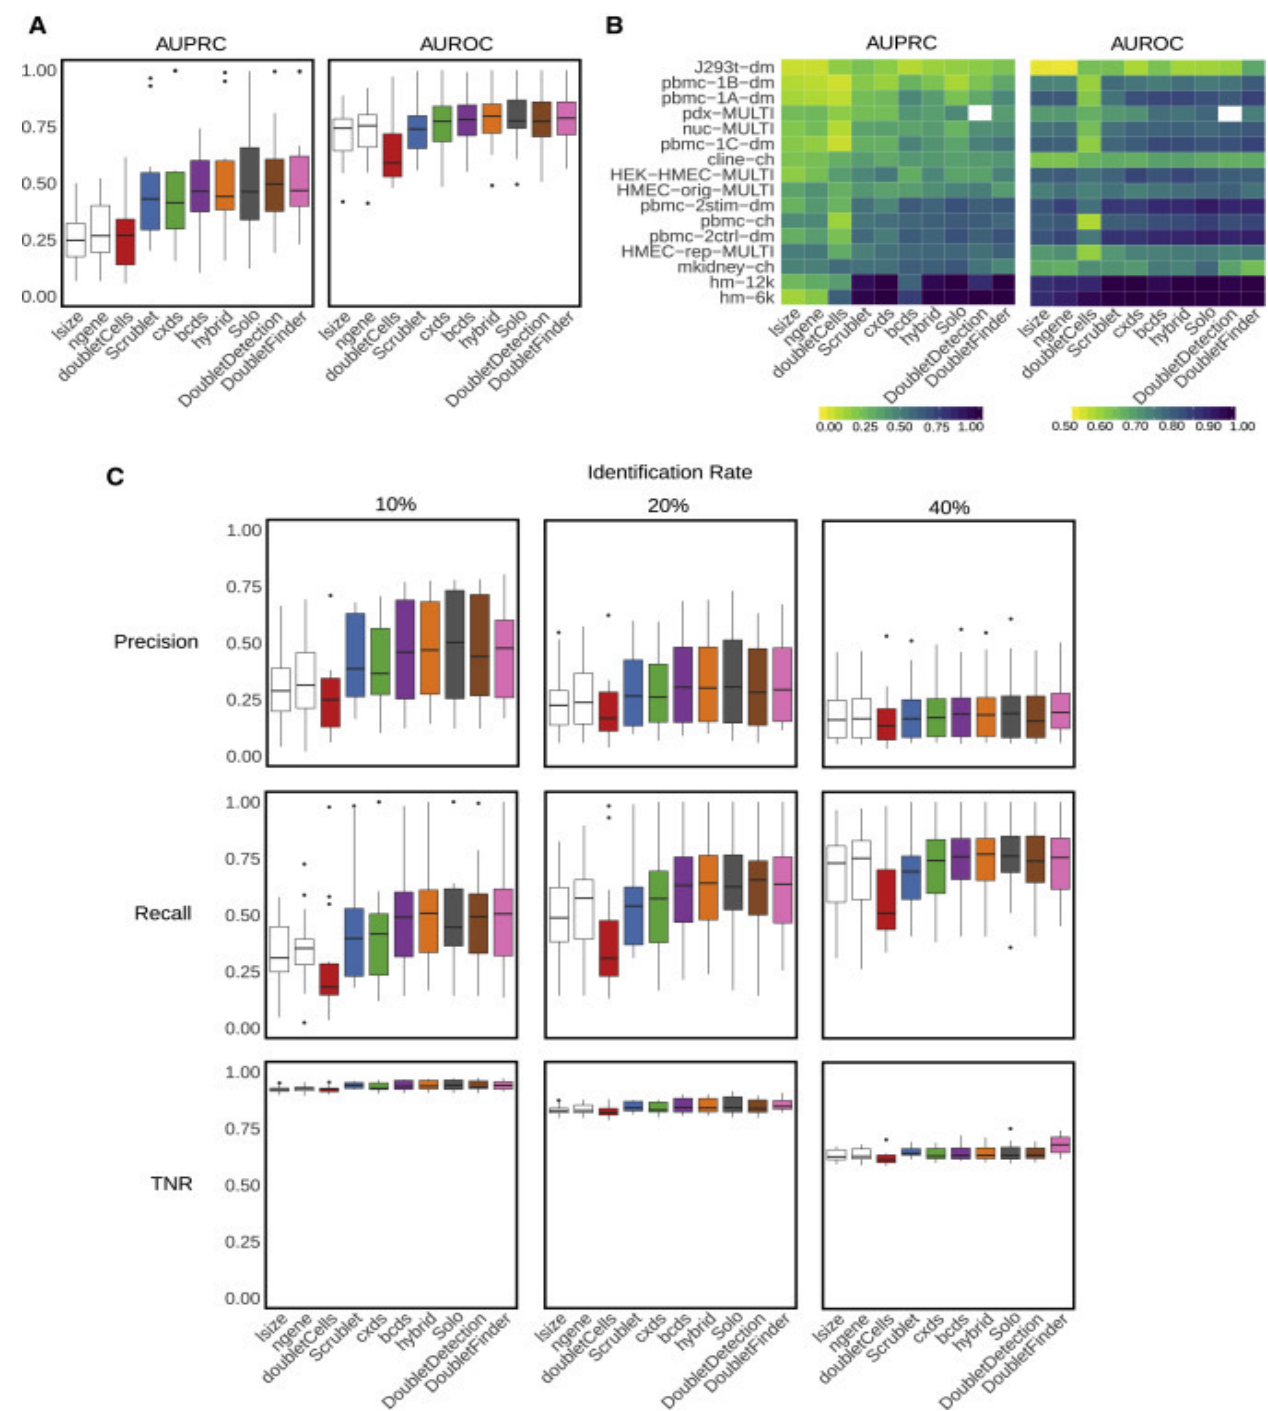 A
AUPRC
AUROC
1.00
0.75
0.50
0.25
0.00
lsize
ngene
doubletCells
Scrublet
cxds
bcds
hybrid
Solo
DoubletDetection
DoubletFinder
lsize
ngene
doubletCells
Scrublet
cxds
bcds
hybrid
Solo
DoubletDetection
DoubletFinder
B
AUPRC
AUROC
J293t-dm
pbmc-1B-dm
pbmc-1A-dm
pdx-MULTI
nuc-MULTI
pbmc-1C-dm
cline-ch
HEK-HMEC-MULTI
HMEC-orig-MULTI
pbmc-2stim-dm
pbmc-ch
pbmc-2ctrl-dm
HMEC-rep-MULTI
mkidney-ch
hm-12k
hm-6k
lsize
ngene
doubletCells
Scrublet
cxds
bcds
hybrid
Solo
DoubletDetection
DoubletFinder
lsize
ngene
doubletCells
Scrublet
cxds
bcds
hybrid
Solo
DoubletDetection
DoubletFinder
0.00 0.25 0.50 0.75 1.00
0.50 0.60 0.70 0.80 0.90 1.00
C
Identification Rate
10%
20%
40%
Precision
1.00
0.75
0.50
0.25
0.00
Recall
1.00
0.75
0.50
0.25
0.00
TNR
1.00
0.75
0.50
0.25
0.00
lsize
ngene
doubletCells
Scrublet
cxds
bcds
hybrid
Solo
DoubletDetection
DoubletFinder
lsize
ngene
doubletCells
Scrublet
cxds
bcds
hybrid
Solo
DoubletDetection
DoubletFinder
lsize
ngene
doubletCells
Scrublet
cxds
bcds
hybrid
Solo
DoubletDetection
DoubletFinder